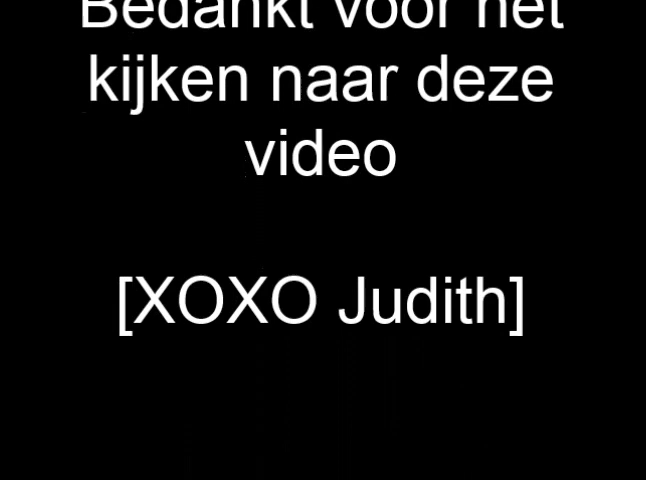 Bedankt voor het
kijken naar deze
video
[XOXO Judith]